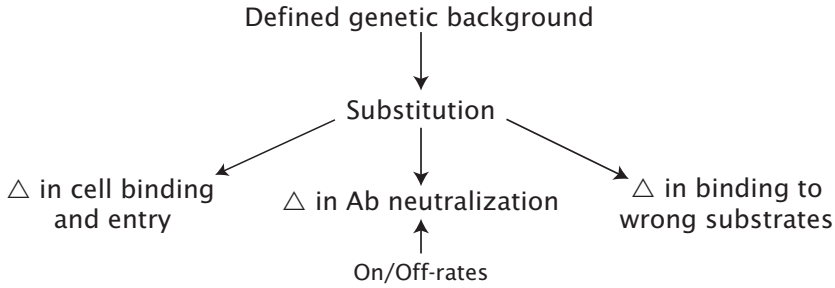 Defined genetic background
Substitution
△ in cell binding
and entry
△ in Ab neutralization
△ in binding to
wrong substrates
On/Off-rates